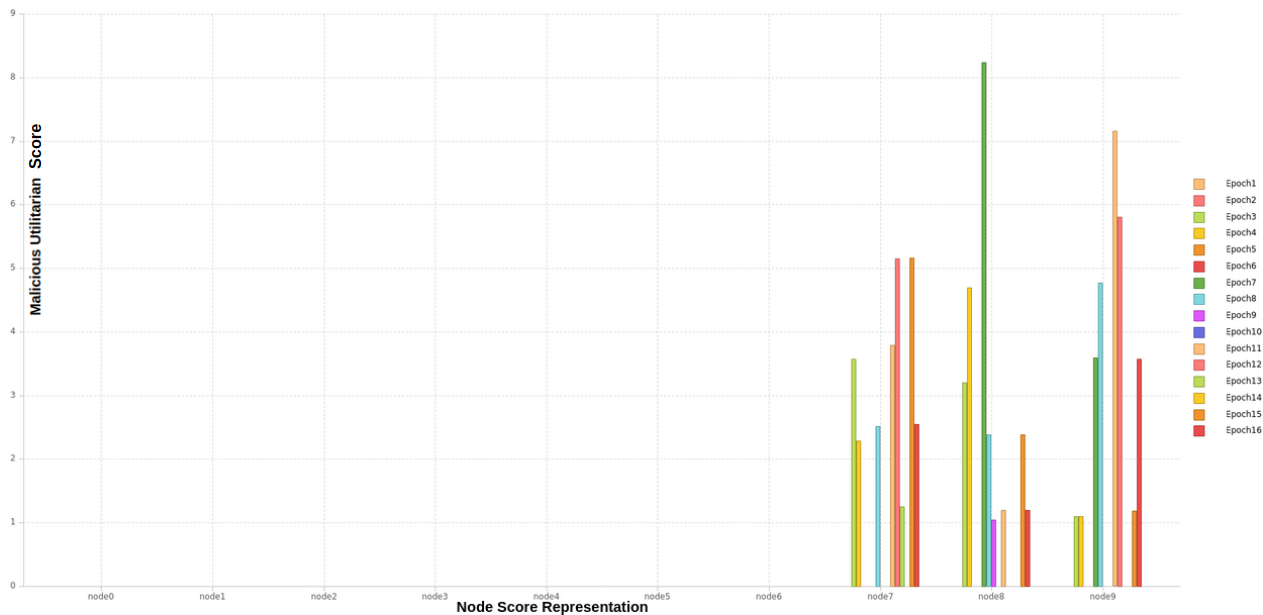 9
8
7
6
5
4
3
2
1
0
Malicious Utilitarian Score
node0 node1 node2 node3 node4 node5 node6 node7 node8 node9
Node Score Representation
Epoch1
Epoch2
Epoch3
Epoch4
Epoch5
Epoch6
Epoch7
Epoch8
Epoch9
Epoch10
Epoch11
Epoch12
Epoch13
Epoch14
Epoch15
Epoch16